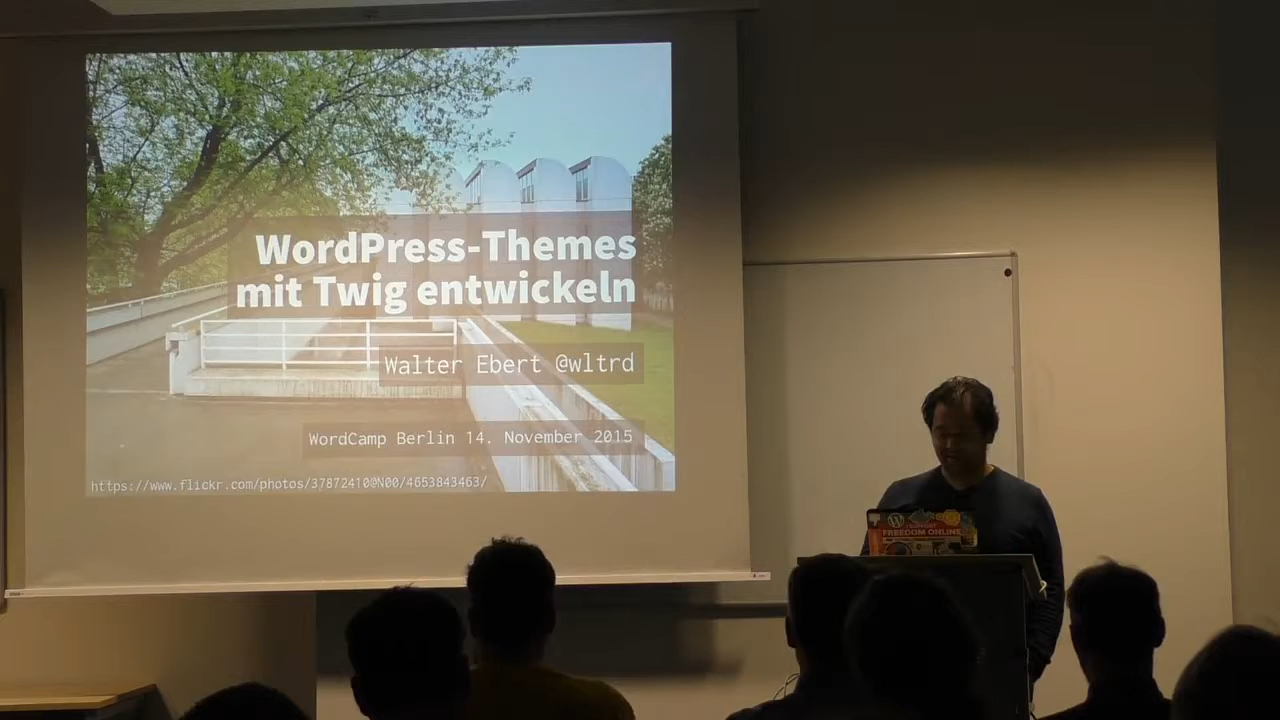 WordPress-Themes
mit Twig entwickeln
Walter Ebert @wltrd
WordCamp Berlin 14. November 2015
https://www.flickr.com/photos/37872410@N00/4653843463/
I SUPPORT
FREEDOM ONLINE